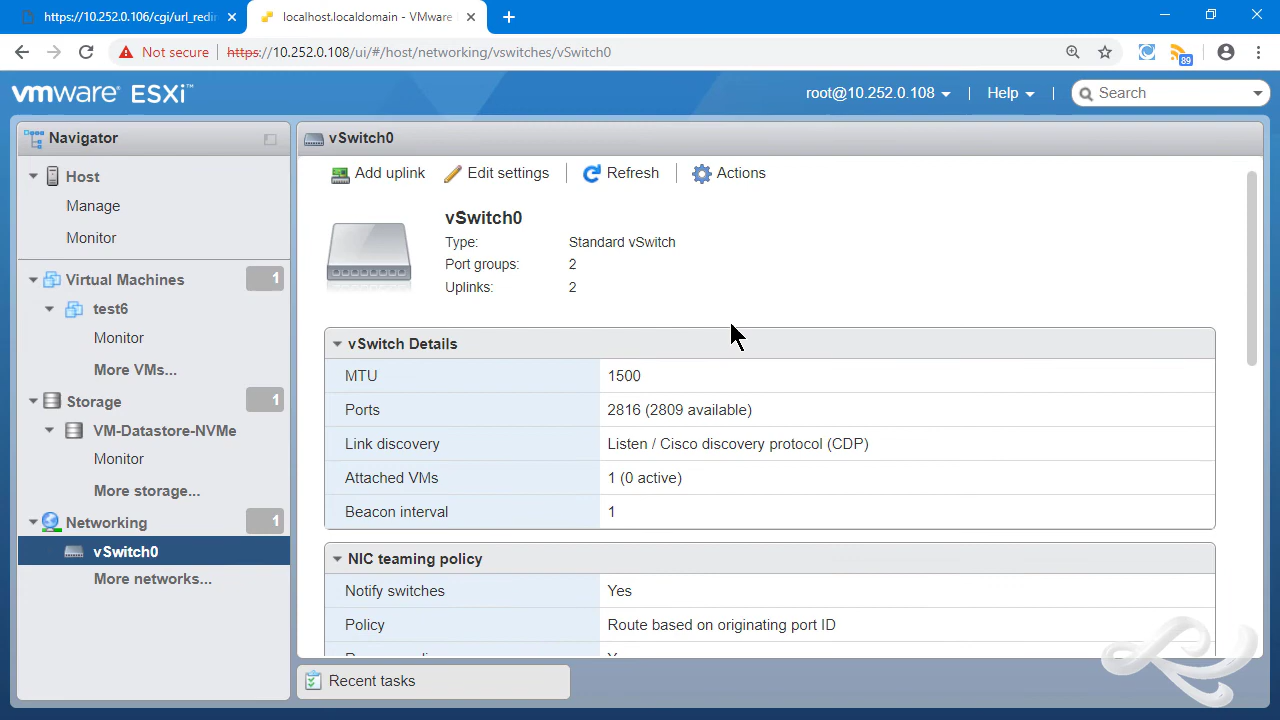 https://10.252.0.106/cgi/url_redir
localhost.localdomain - VMware
Not secure
https://10.252.0.108/ui/#/host/networking/vswitches/vSwitch0
89
vmware ESXi™
root@10.252.0.108
Help
Search
Navigator
Host
Manage
Monitor
Virtual Machines
1
test6
Monitor
More VMs...
Storage
1
VM-Datastore-NVMe
Monitor
More storage...
Networking
1
vSwitch0
More networks...
vSwitch0
Add uplink
Edit settings
Refresh
Actions
vSwitch0
Type: Standard vSwitch
Port groups: 2
Uplinks: 2
vSwitch Details
MTU 1500
Ports 2816 (2809 available)
Link discovery Listen / Cisco discovery protocol (CDP)
Attached VMs 1 (0 active)
Beacon interval 1
NIC teaming policy
Notify switches Yes
Policy Route based on originating port ID
Recent tasks